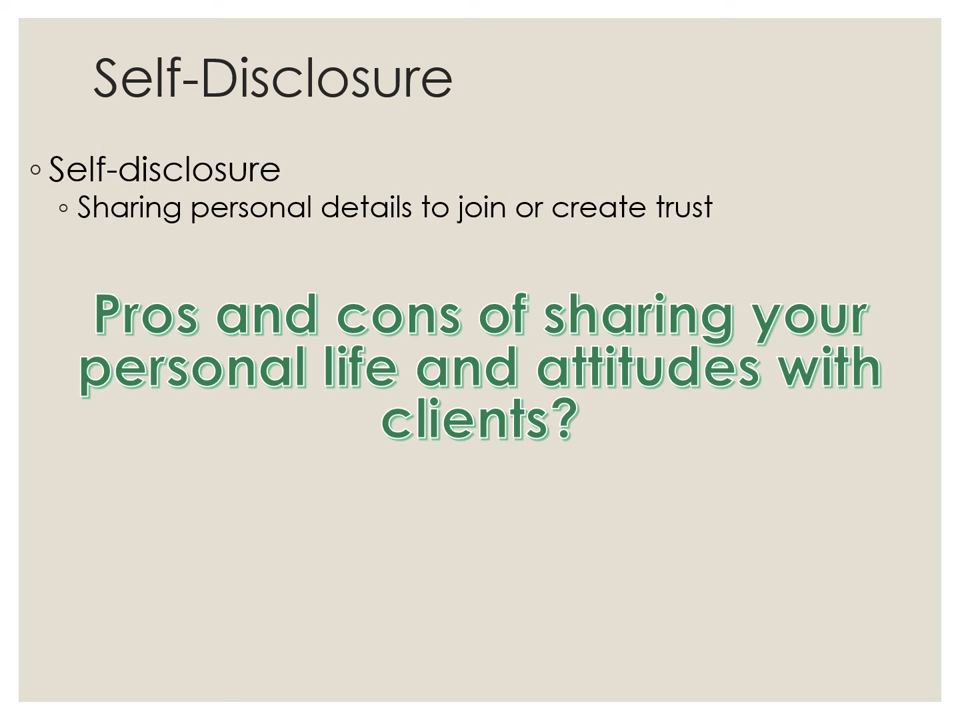 Self-Disclosure
◦ Self-disclosure
◦ Sharing personal details to join or create trust
Pros and cons of sharing your
personal life and attitudes with
clients?